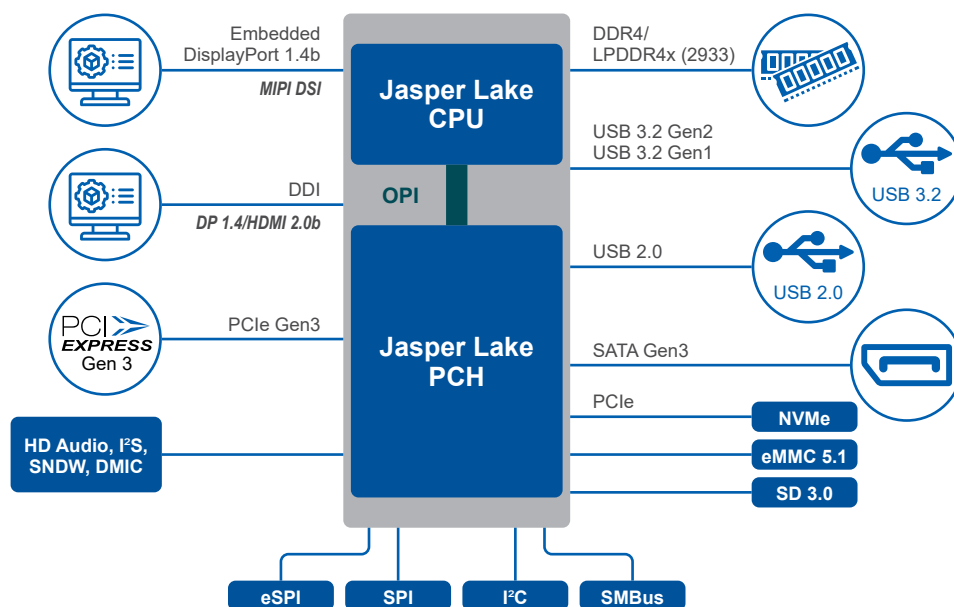 Embedded
DisplayPort 1.4b
MIPI DSI
DDI
DP 1.4/HDMI 2.0b
PCI
EXPRESS
Gen 3
PCIe Gen3
HD Audio, I²S,
SNDW, DMIC
Jasper Lake
CPU
OPI
Jasper Lake
PCH
DDR4/
LPDDR4x (2933)
USB 3.2 Gen2
USB 3.2 Gen1
USB 3.2
USB 2.0
USB 2.0
SATA Gen3
PCIe
NVMe
eMMC 5.1
SD 3.0
eSPI
SPI
I²C
SMBus